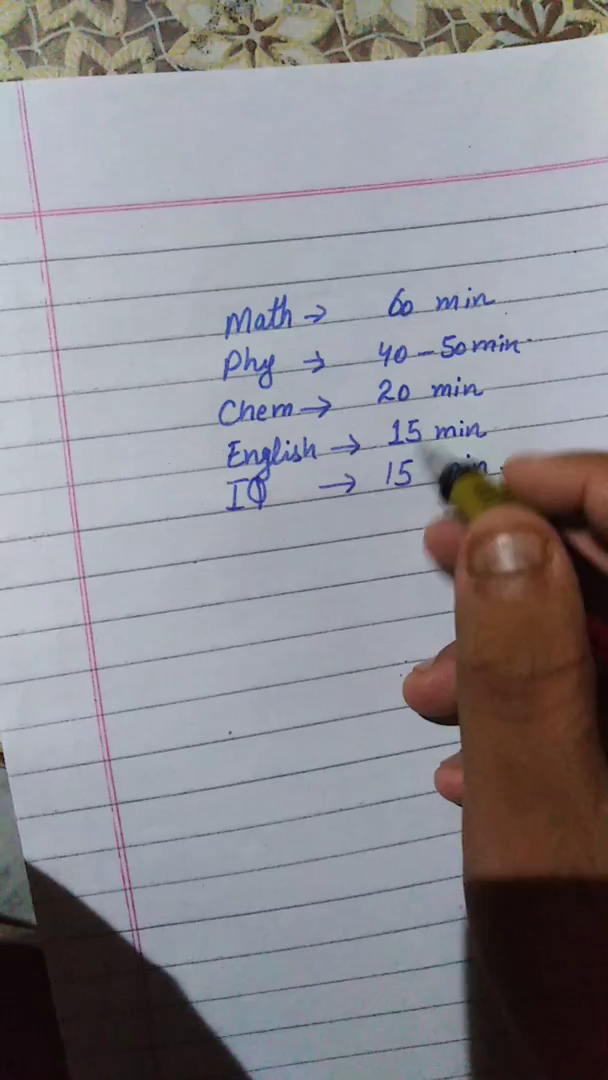 Math → 60 min
Phy → 40 - 50 min.
Chem → 20 min
English → 15 min
IQ → 15